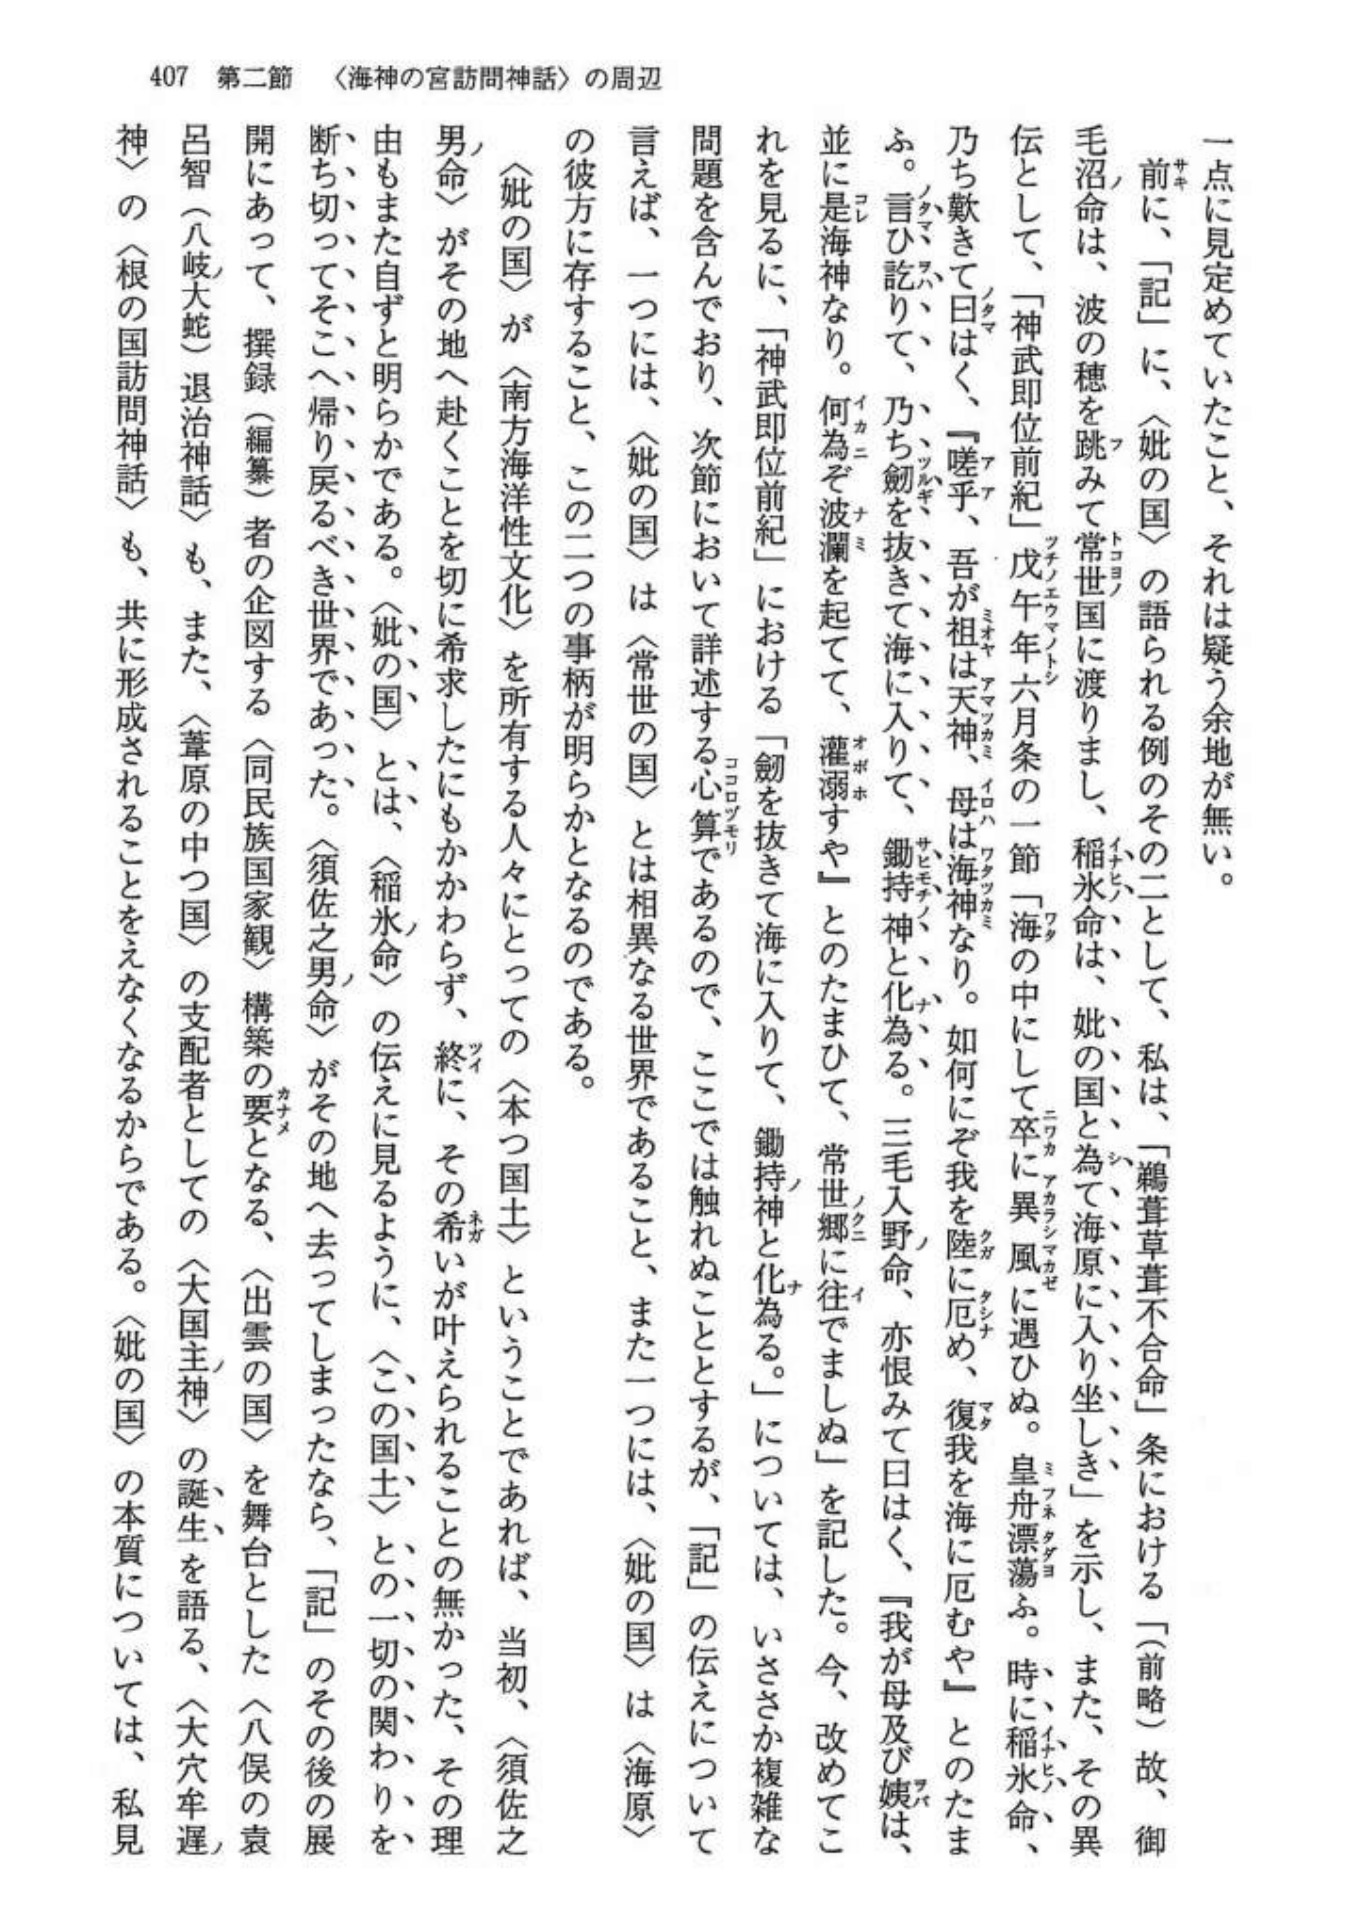 407 第二節 〈海神の宮訪問神話〉の周辺
一点に見定めていたこと、それは疑う余地が無い。
前に、「記」に、〈妣の国〉の語られる例のその二として、私は、「鵜葺草葺不合命」条における「（前略）故、御
毛沼命は、波の穂を跳みて常世国に渡りまし、稲氷命は、妣の国と為て海原に入り坐しき」を示し、また、その異
伝として、「神武即位前紀」戊午年六月条の一節「海の中にして卒に異風に遇ひぬ。皇舟漂蕩ふ。時に稲氷命、
乃ち歎きて曰はく、『嗟乎、吾が祖は天神、母は海神なり。如何にぞ我を陸に厄め、復我を海に厄むや』とのたま
ふ。言ひ訖りて、乃ち劒を抜きて海に入りて、鋤持神と化為る。三毛入野命、亦恨みて曰はく、『我が母及び姨は、
並に是海神なり。何為ぞ波瀾を起てて、灌溺すや』とのたまひて、常世郷に往でましぬ」を記した。今、改めてこ
れを見るに、「神武即位前紀」における「劒を抜きて海に入りて、鋤持神と化為る。」については、いささか複雑な
問題を含んでおり、次節において詳述する心算であるので、ここでは触れぬこととするが、「記」の伝えについて
言えば、一つには、〈妣の国〉は〈常世の国〉とは相異なる世界であること、また一つには、〈妣の国〉は〈海原〉
の彼方に存すること、この二つの事柄が明らかとなるのである。
〈妣の国〉が〈南方海洋性文化〉を所有する人々にとっての〈本つ国土〉ということであれば、当初、〈須佐之
男命〉がその地へ赴くことを切に希求したにもかかわらず、終に、その希いが叶えられることの無かった、その理
由もまた自ずと明らかである。〈妣の国〉とは、〈稲氷命〉の伝えに見るように、〈この国土〉との一切の関わりを
断ち切ってそこへ帰り戻るべき世界であった。〈須佐之男命〉がその地へ去ってしまったなら、「記」のその後の展
開にあって、撰録（編纂）者の企図する〈同民族国家観〉構築の要となる、〈出雲の国〉を舞台とした〈八俣の袁
呂智（八岐大蛇）退治神話〉も、また、〈葦原の中つ国〉の支配者としての〈大国主神〉の誕生を語る、〈大穴牟遅
神〉の〈根の国訪問神話〉も、共に形成されることをえなくなるからである。〈妣の国〉の本質については、私見